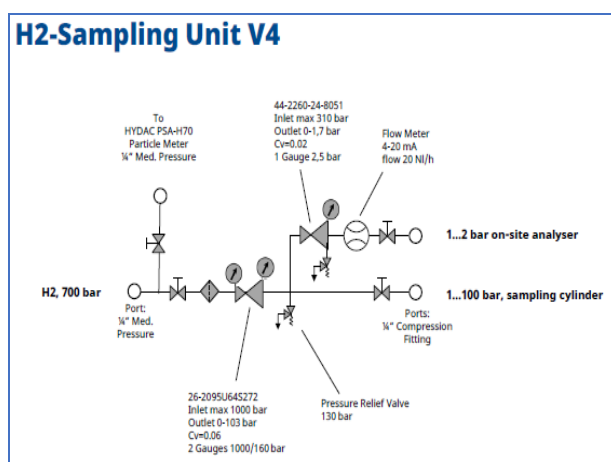 H2-Sampling Unit V4
To
HYDAC PSA-H70
Particle Meter
¼" Med. Pressure
44-2260-24-8051
Inlet max 310 bar
Outlet 0-1,7 bar
Cv=0.02
1 Gauge 2,5 bar
Flow Meter
4-20 mA
flow 20 Nl/h
1...2 bar on-site analyser
H2, 700 bar
1...100 bar, sampling cylinder
Port:
¼" Med.
Pressure
Ports:
¼" Compression
Fitting
26-2095U64S272
Inlet max 1000 bar
Outlet 0-103 bar
Cv=0,06
2 Gauges 1000/160 bar
Pressure Relief Valve
130 bar